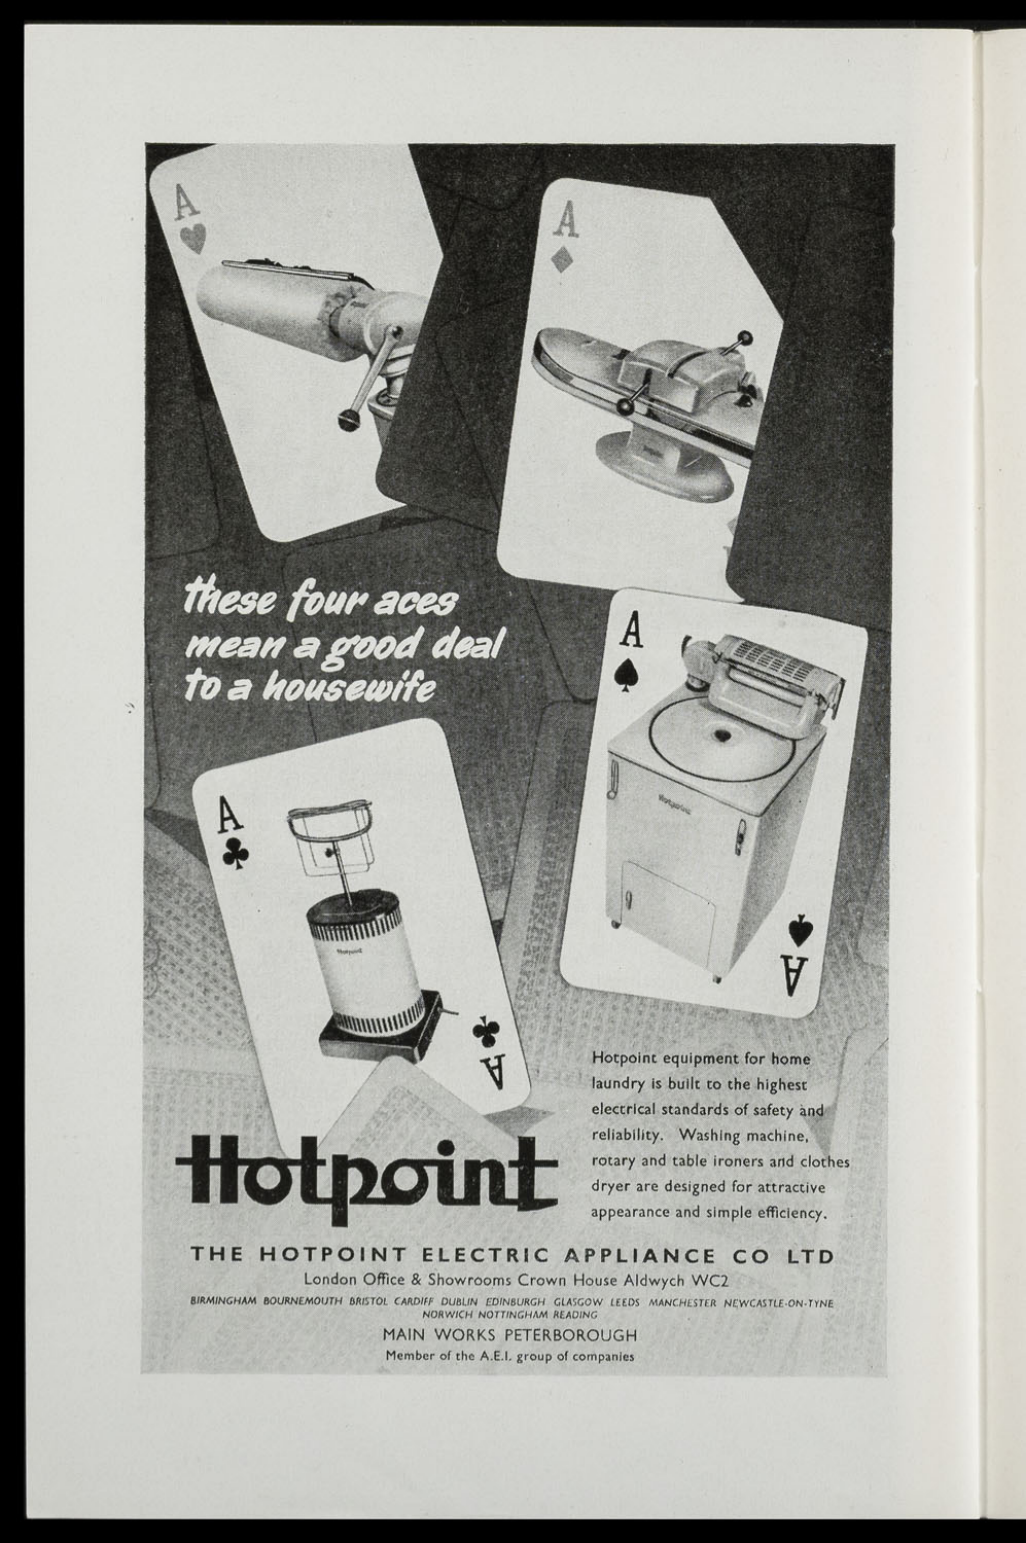 A
A
these four aces
mean a good deal
to a housewife
A
Hotpoint
A
A
Hotpoint
A
Hotpoint equipment for home
laundry is built to the highest
electrical standards of safety and
reliability. Washing machine,
rotary and table ironers and clothes
dryer are designed for attractive
appearance and simple efficiency.
Hotpoint
THE HOTPOINT ELECTRIC APPLIANCE CO LTD
London Office & Showrooms Crown House Aldwych WC2
BIRMINGHAM BOURNEMOUTH BRISTOL CARDIFF DUBLIN EDINBURGH GLASGOW LEEDS MANCHESTER NEWCASTLE-ON-TYNE
NORWICH NOTTINGHAM READING
MAIN WORKS PETERBOROUGH
Member of the A.E.I. group of companies